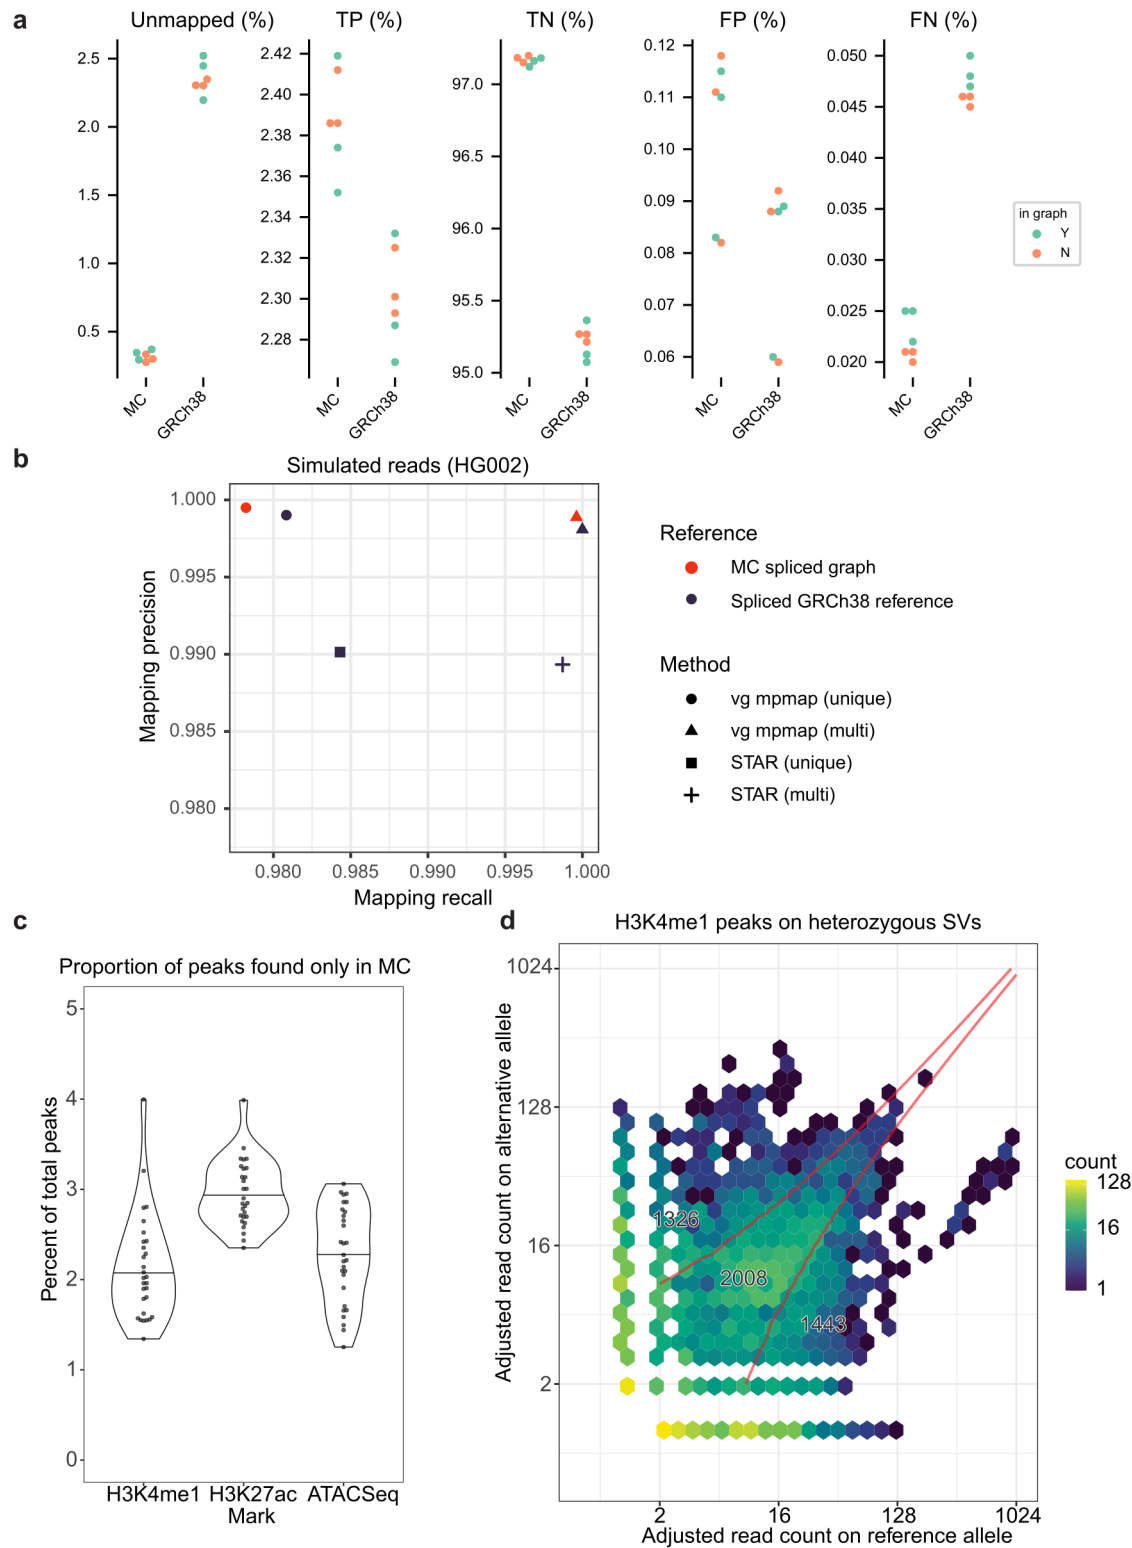 a
Unmapped (%)
TP (%)
TN (%)
FP (%)
FN (%)
2.5
2.0
1.5
1.0
0.5
MC
GRCh38
2.42
2.40
2.38
2.36
2.34
2.32
2.30
2.28
MC
GRCh38
97.0
96.5
96.0
95.5
95.0
MC
GRCh38
0.12
0.11
0.10
0.09
0.08
0.07
0.06
MC
GRCh38
0.050
0.045
0.040
0.035
0.030
0.025
0.020
MC
GRCh38
in graph
Y
N
b
Simulated reads (HG002)
Mapping precision
1.000
0.995
0.990
0.985
0.980
0.980
0.985
0.990
0.995
1.000
Mapping recall
Reference
MC spliced graph
Spliced GRCh38 reference
Method
vg mpmap (unique)
vg mpmap (multi)
STAR (unique)
STAR (multi)
c
Proportion of peaks found only in MC
Percent of total peaks
5
4
3
2
1
0
H3K4me1
H3K27ac
ATACSeq
Mark
d
H3K4me1 peaks on heterozygous SVs
Adjusted read count on alternative allele
1024
128
16
2
1326
2008
1443
2
16
128
1024
Adjusted read count on reference allele
count
128
16
1